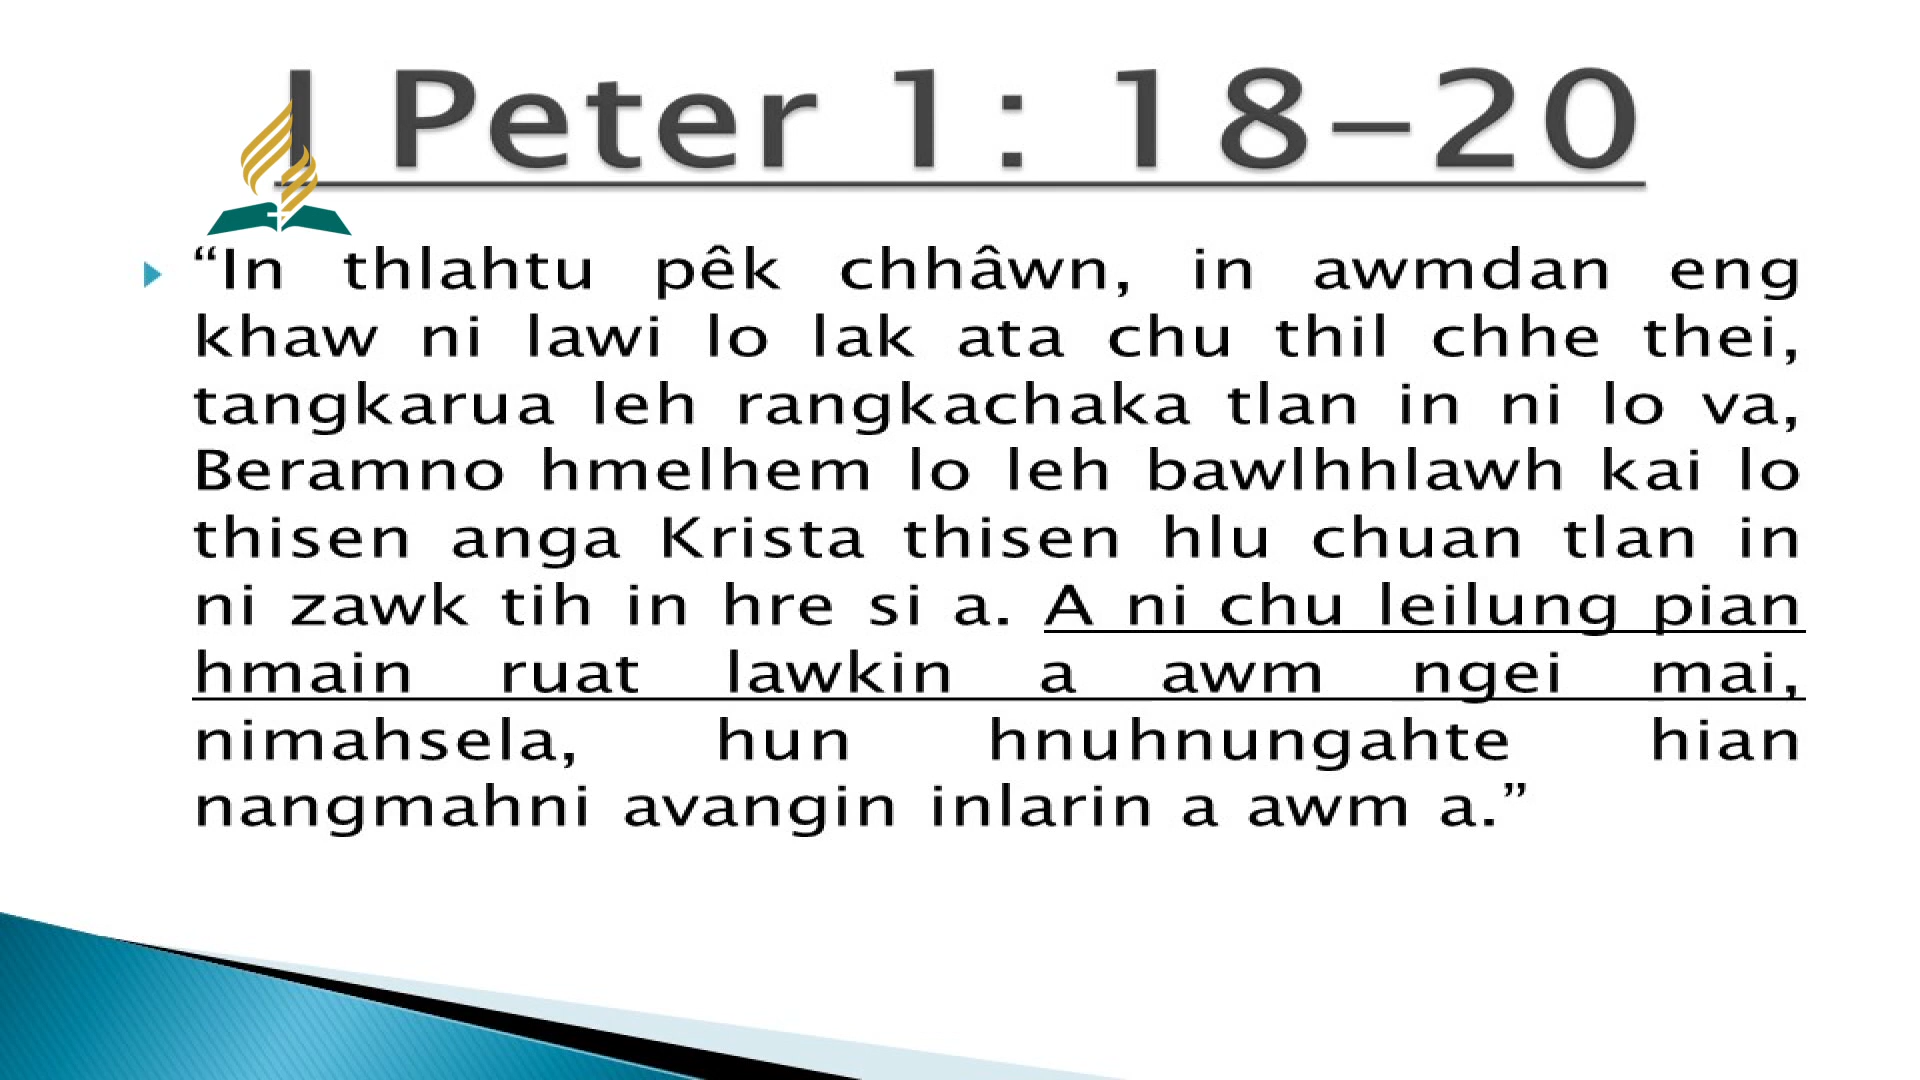 I Peter 1: 18-20
“In thlahtu pêk chhâwn, in awmdan eng
khaw ni lawi lo lak ata chu thil chhe thei,
tangkarua leh rangkachaka tlan in ni lo va,
Beramno hmelhem lo leh bawlhhlawh kai lo
thisen anga Krista thisen hlu chuan tlan in
ni zawk tih in hre si a. A ni chu leilung pian
hmain ruat lawkin a awm ngei mai,
nimahsela, hun hnuhnungahte hian
nangmahni avangin inlarin a awm a.”